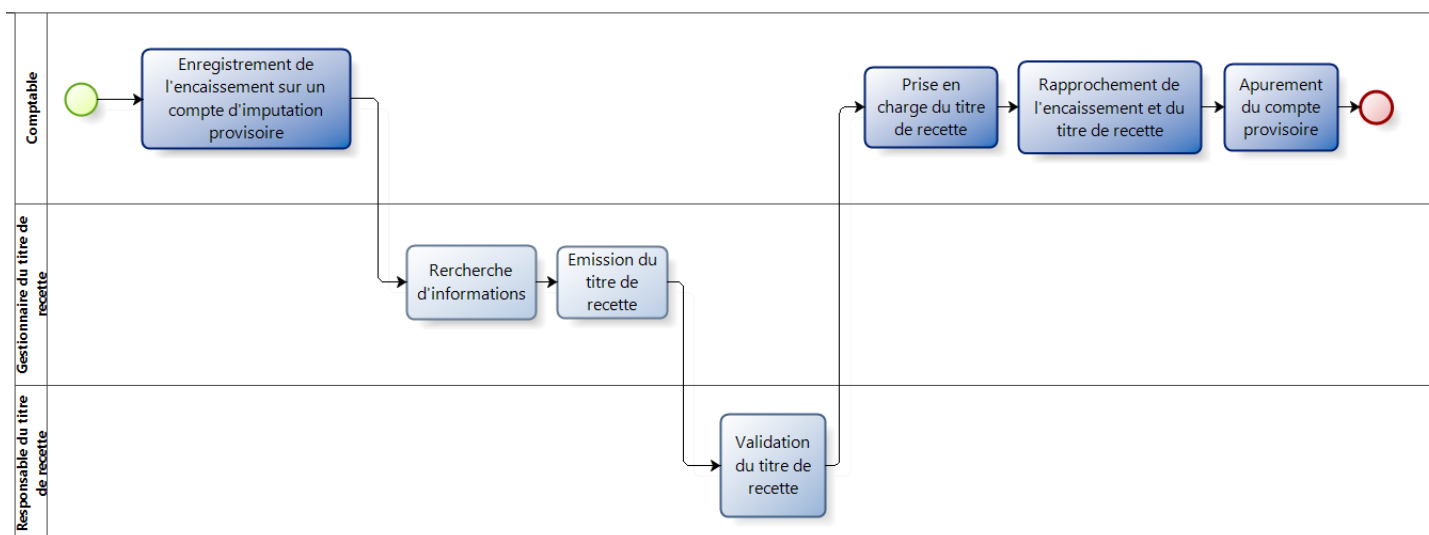 Comptable
Enregistrement de
l'encaissement sur un
compte d'imputation
provisoire
Prise en
charge du titre
de recette
Rapprochement de
l'encaissement et du
titre de recette
Apurement
du compte
provisoire
Gestionnaire du titre de
recette
Rercherche
d'informations
Emission du
titre de
recette
Responsable du titre
de recette
Validation
du titre de
recette